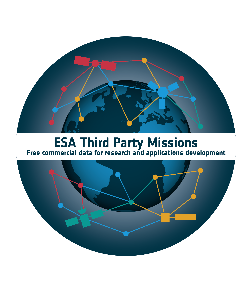 ESA Third Party Missions
Free commercial data for research and applications development